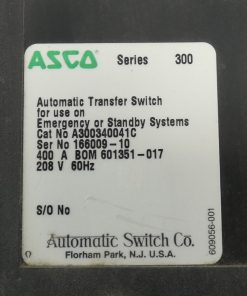 ASCO Series 300
Automatic Transfer Switch
for use on
Emergency or Standby Systems
Cat No A300340041C
Ser No 166009-10
400 A BOM 601351-017
208 V 60Hz
S/O No
Automatic Switch Co.
Florham Park, N.J. U.S.A.
609056-001